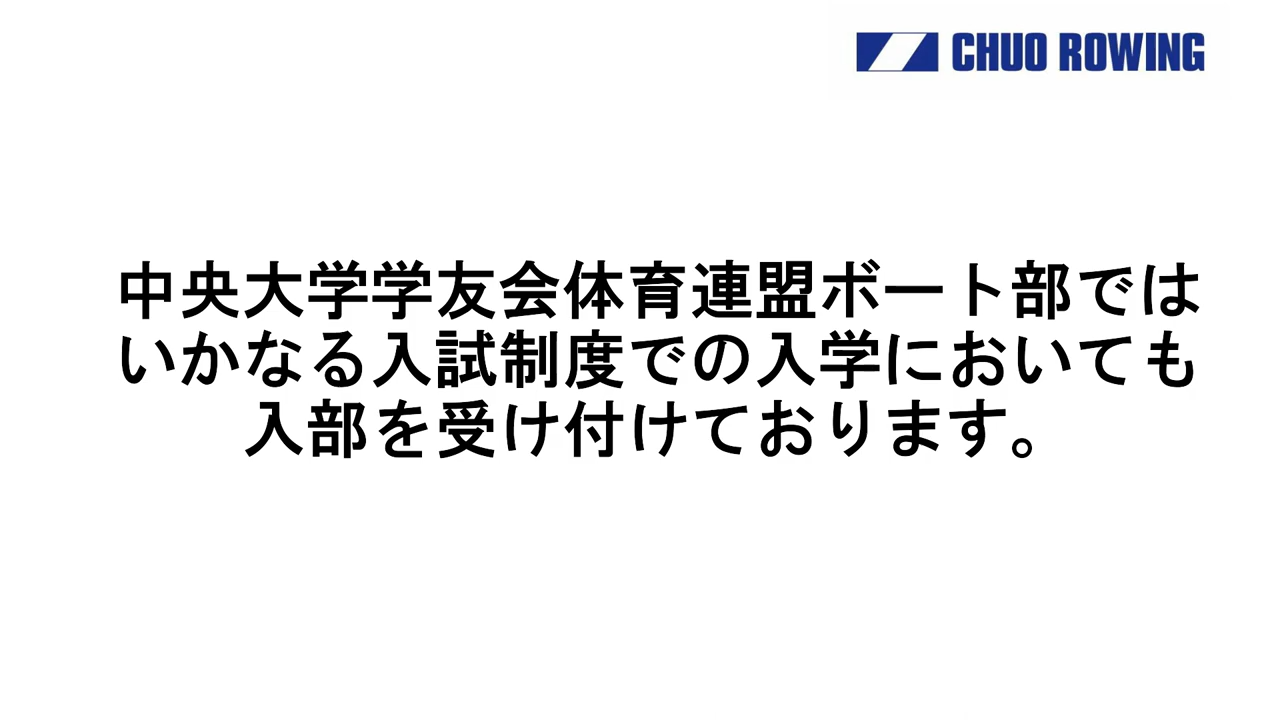 CHUO ROWING
中央大学学友会体育連盟ボート部では
いかなる入試制度での入学においても
入部を受け付けております。